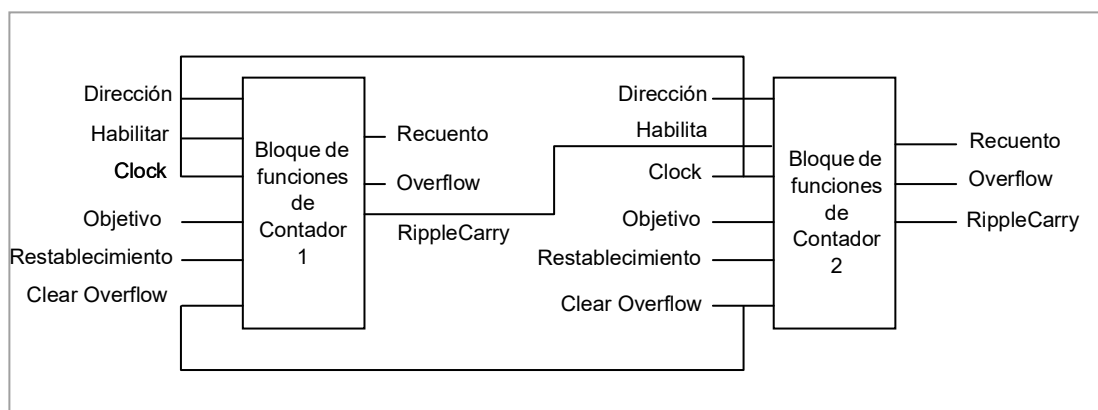 Dirección
Habilitar
Clock
Objetivo
Restablecimiento
Clear Overflow
Bloque de
funciones
de
Contador
1
Recuento
Overflow
RippleCarry
Dirección
Habilita
Clock
Objetivo
Restablecimiento
Clear Overflow
Bloque de
funciones
de
Contador
2
Recuento
Overflow
RippleCarry